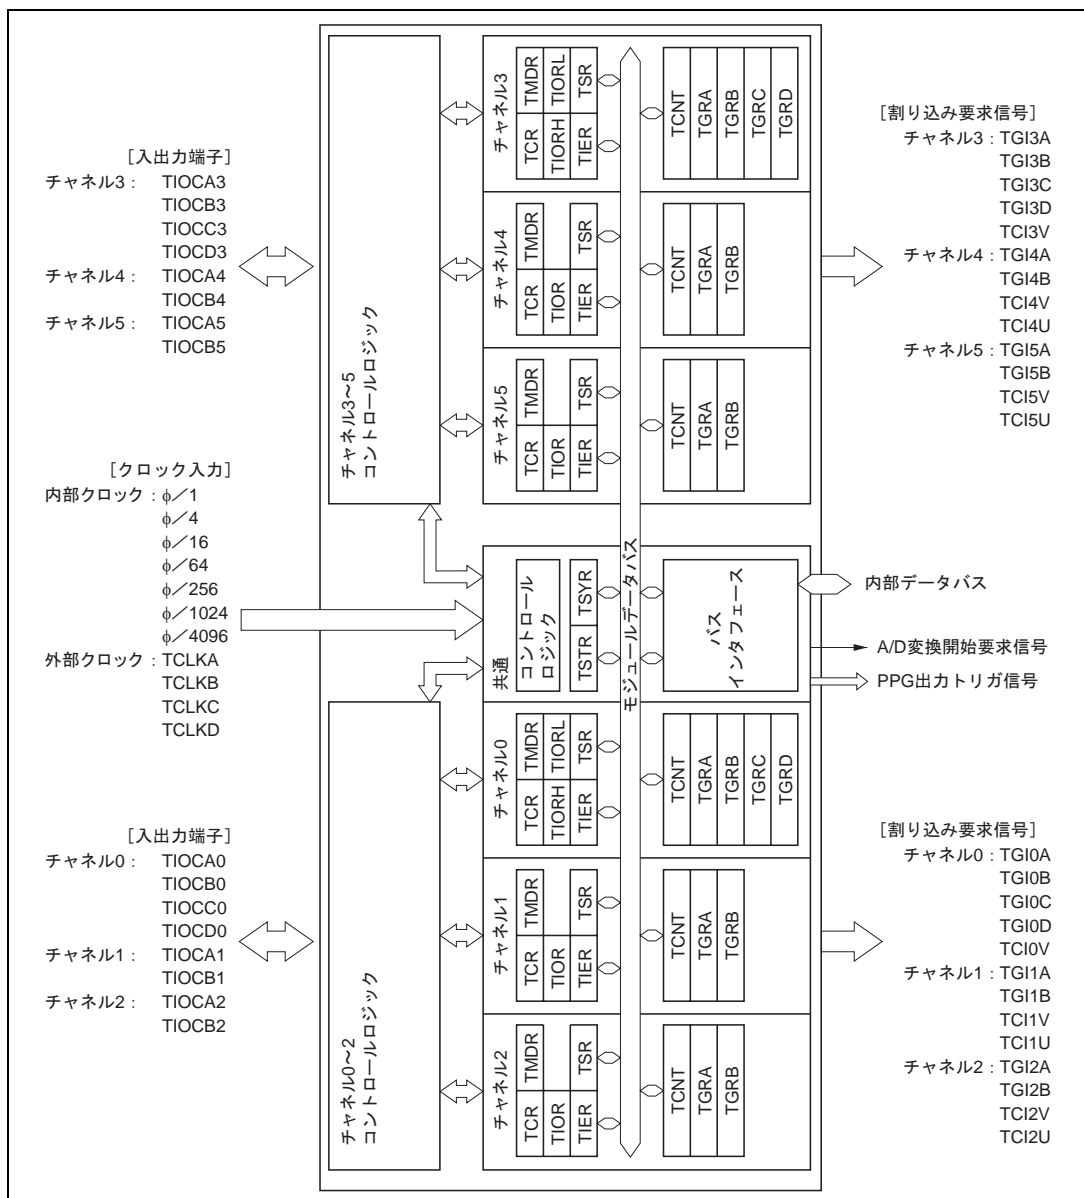 [入出力端子]
チャネル3 : TIOCA3
TIOCB3
TIOCC3
TIOCD3
チャネル4 : TIOCA4
TIOCB4
チャネル5 : TIOCA5
TIOCB5
[クロック入力]
内部クロック : φ／1
φ／4
φ／16
φ／64
φ／256
φ／1024
φ／4096
外部クロック : TCLKA
TCLKB
TCLKC
TCLKD
[入出力端子]
チャネル0 : TIOCA0
TIOCB0
TIOCC0
TIOCD0
チャネル1 : TIOCA1
TIOCB1
チャネル2 : TIOCA2
TIOCB2
チャネル3～5
コントロールロジック
チャネル0～2
コントロールロジック
チャネル3
TCR TMDR
TIORH TIORL
TIER TSR
TCNT
TGRA
TGRB
TGRC
TGRD
チャネル4
TCR TMDR
TIOR
TIER TSR
TCNT
TGRA
TGRB
チャネル5
TCR TMDR
TIOR
TIER TSR
TCNT
TGRA
TGRB
共通
コントロール
ロジック
TSTR TSYR
モジュールデータバス
バス
インタフェース
チャネル0
TCR TMDR
TIORH TIORL
TIER TSR
TCNT
TGRA
TGRB
TGRC
TGRD
チャネル1
TCR TMDR
TIOR
TIER TSR
TCNT
TGRA
TGRB
チャネル2
TCR TMDR
TIOR
TIER TSR
TCNT
TGRA
TGRB
[割り込み要求信号]
チャネル3 : TGI3A
TGI3B
TGI3C
TGI3D
TCI3V
チャネル4 : TGI4A
TGI4B
TCI4V
TCI4U
チャネル5 : TGI5A
TGI5B
TCI5V
TCI5U
内部データバス
A/D変換開始要求信号
PPG出力トリガ信号
[割り込み要求信号]
チャネル0 : TGI0A
TGI0B
TGI0C
TGI0D
TCI0V
チャネル1 : TGI1A
TGI1B
TCI1V
TCI1U
チャネル2 : TGI2A
TGI2B
TCI2V
TCI2U